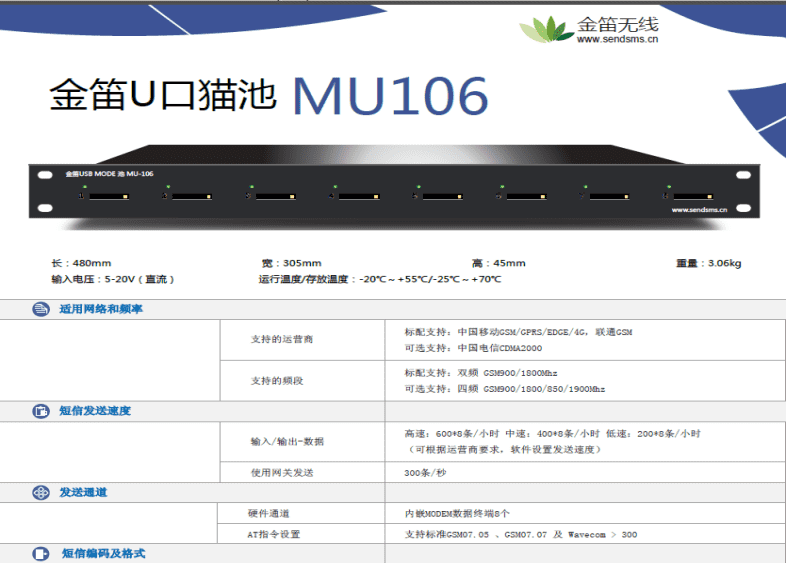 金笛无线
www.sendsms.cn
金笛U口猫池 MU106
金笛USB MODE 池 MU-106
www.sendsms.cn
长：480mm 宽：305mm 高：45mm 重量：3.06kg
输入电压：5-20V（直流） 运行温度/存放温度：-20℃～+55℃/-25℃～+70℃
适用网络和频率
支持的运营商
标配支持：中国移动GSM/GPRS/EDGE/4G，联通GSM
可选支持：中国电信CDMA2000
支持的频段
标配支持：双频 GSM900/1800Mhz
可选支持：四频 GSM900/1800/850/1900Mhz
短信发送速度
输入/输出-数据
高速：600*8条/小时 中速：400*8条/小时 低速：200*8条/小时
（可根据运营商要求，软件设置发送速度）
使用网关发送 300条/秒
发送通道
硬件通道 内嵌MODEM数据终端8个
AT指令设置 支持标准GSM07.05 、GSM07.07 及 Wavecom > 300
短信编码及格式